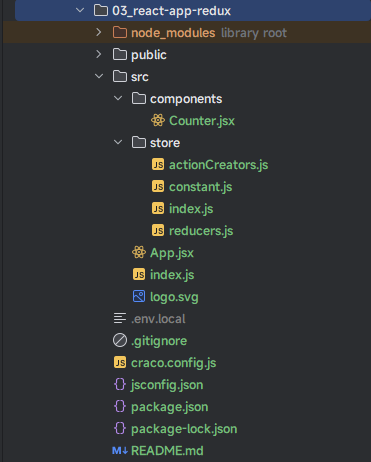 03_react-app-redux
node_modules library root
public
src
components
Counter.jsx
store
JS actionCreators.js
JS constant.js
JS index.js
JS reducers.js
App.jsx
JS index.js
logo.svg
.env.local
.gitignore
JS craco.config.js
{} jsconfig.json
{} package.json
{} package-lock.json
M↓ README.md